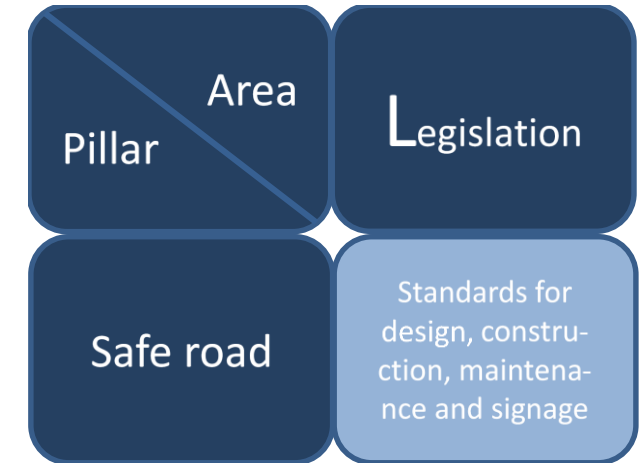 Area
Pillar
Legislation
Safe road
Standards for
design, constru-
ction, maintena-
nce and signage